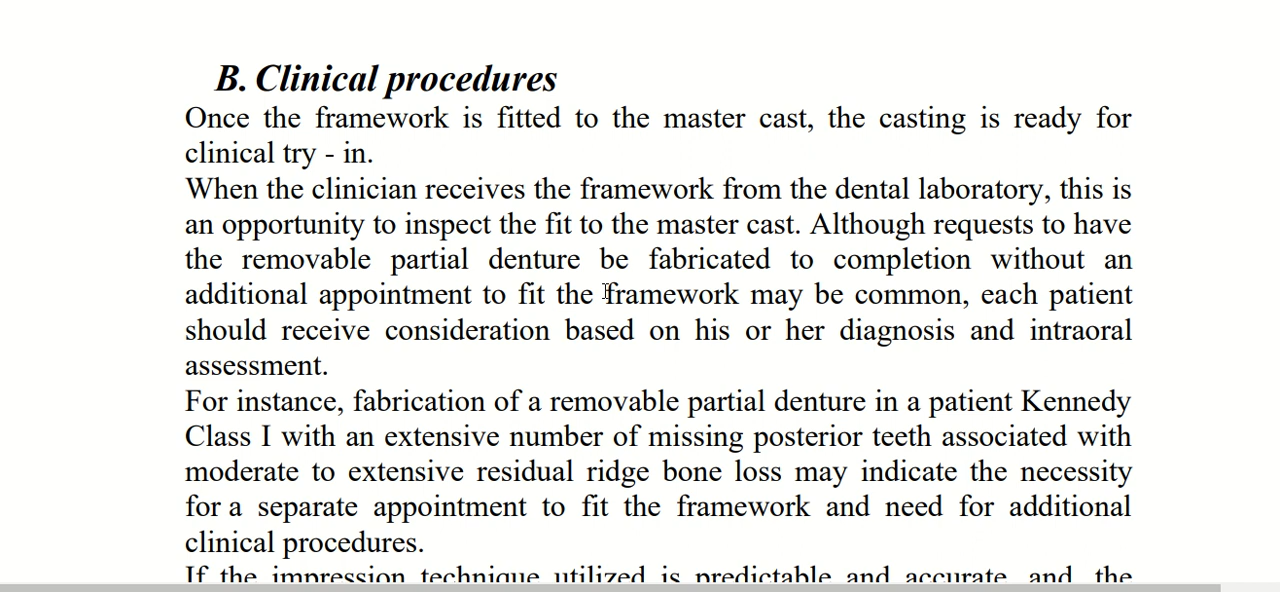 B. Clinical procedures
Once the framework is fitted to the master cast, the casting is ready for
clinical try - in.
When the clinician receives the framework from the dental laboratory, this is
an opportunity to inspect the fit to the master cast. Although requests to have
the removable partial denture be fabricated to completion without an
additional appointment to fit the framework may be common, each patient
should receive consideration based on his or her diagnosis and intraoral
assessment.
For instance, fabrication of a removable partial denture in a patient Kennedy
Class I with an extensive number of missing posterior teeth associated with
moderate to extensive residual ridge bone loss may indicate the necessity
for a separate appointment to fit the framework and need for additional
clinical procedures.
If the impression technique utilized is predictable and accurate, and, the